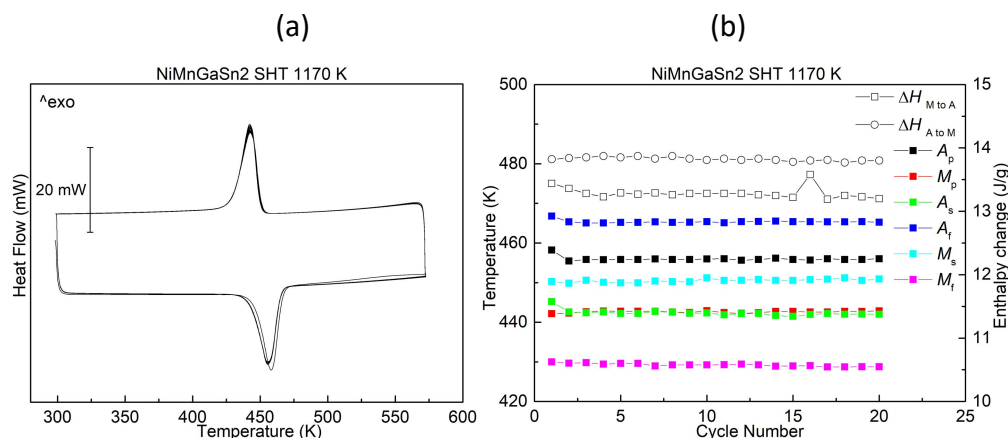 (a)
NiMnGaSn2 SHT 1170 K
^exo
20 mW
Heat Flow (mW)
300 350 400 450 500 550 600
Temperature (K)
(b)
NiMnGaSn2 SHT 1170 K
500
480
460
440
420
Temperature (K)
ΔH M to A
ΔH A to M
Ap
Mp
As
Af
Ms
Mf
15
14
13
12
11
10
Enthalpy change (J/g)
0 5 10 15 20 25
Cycle Number